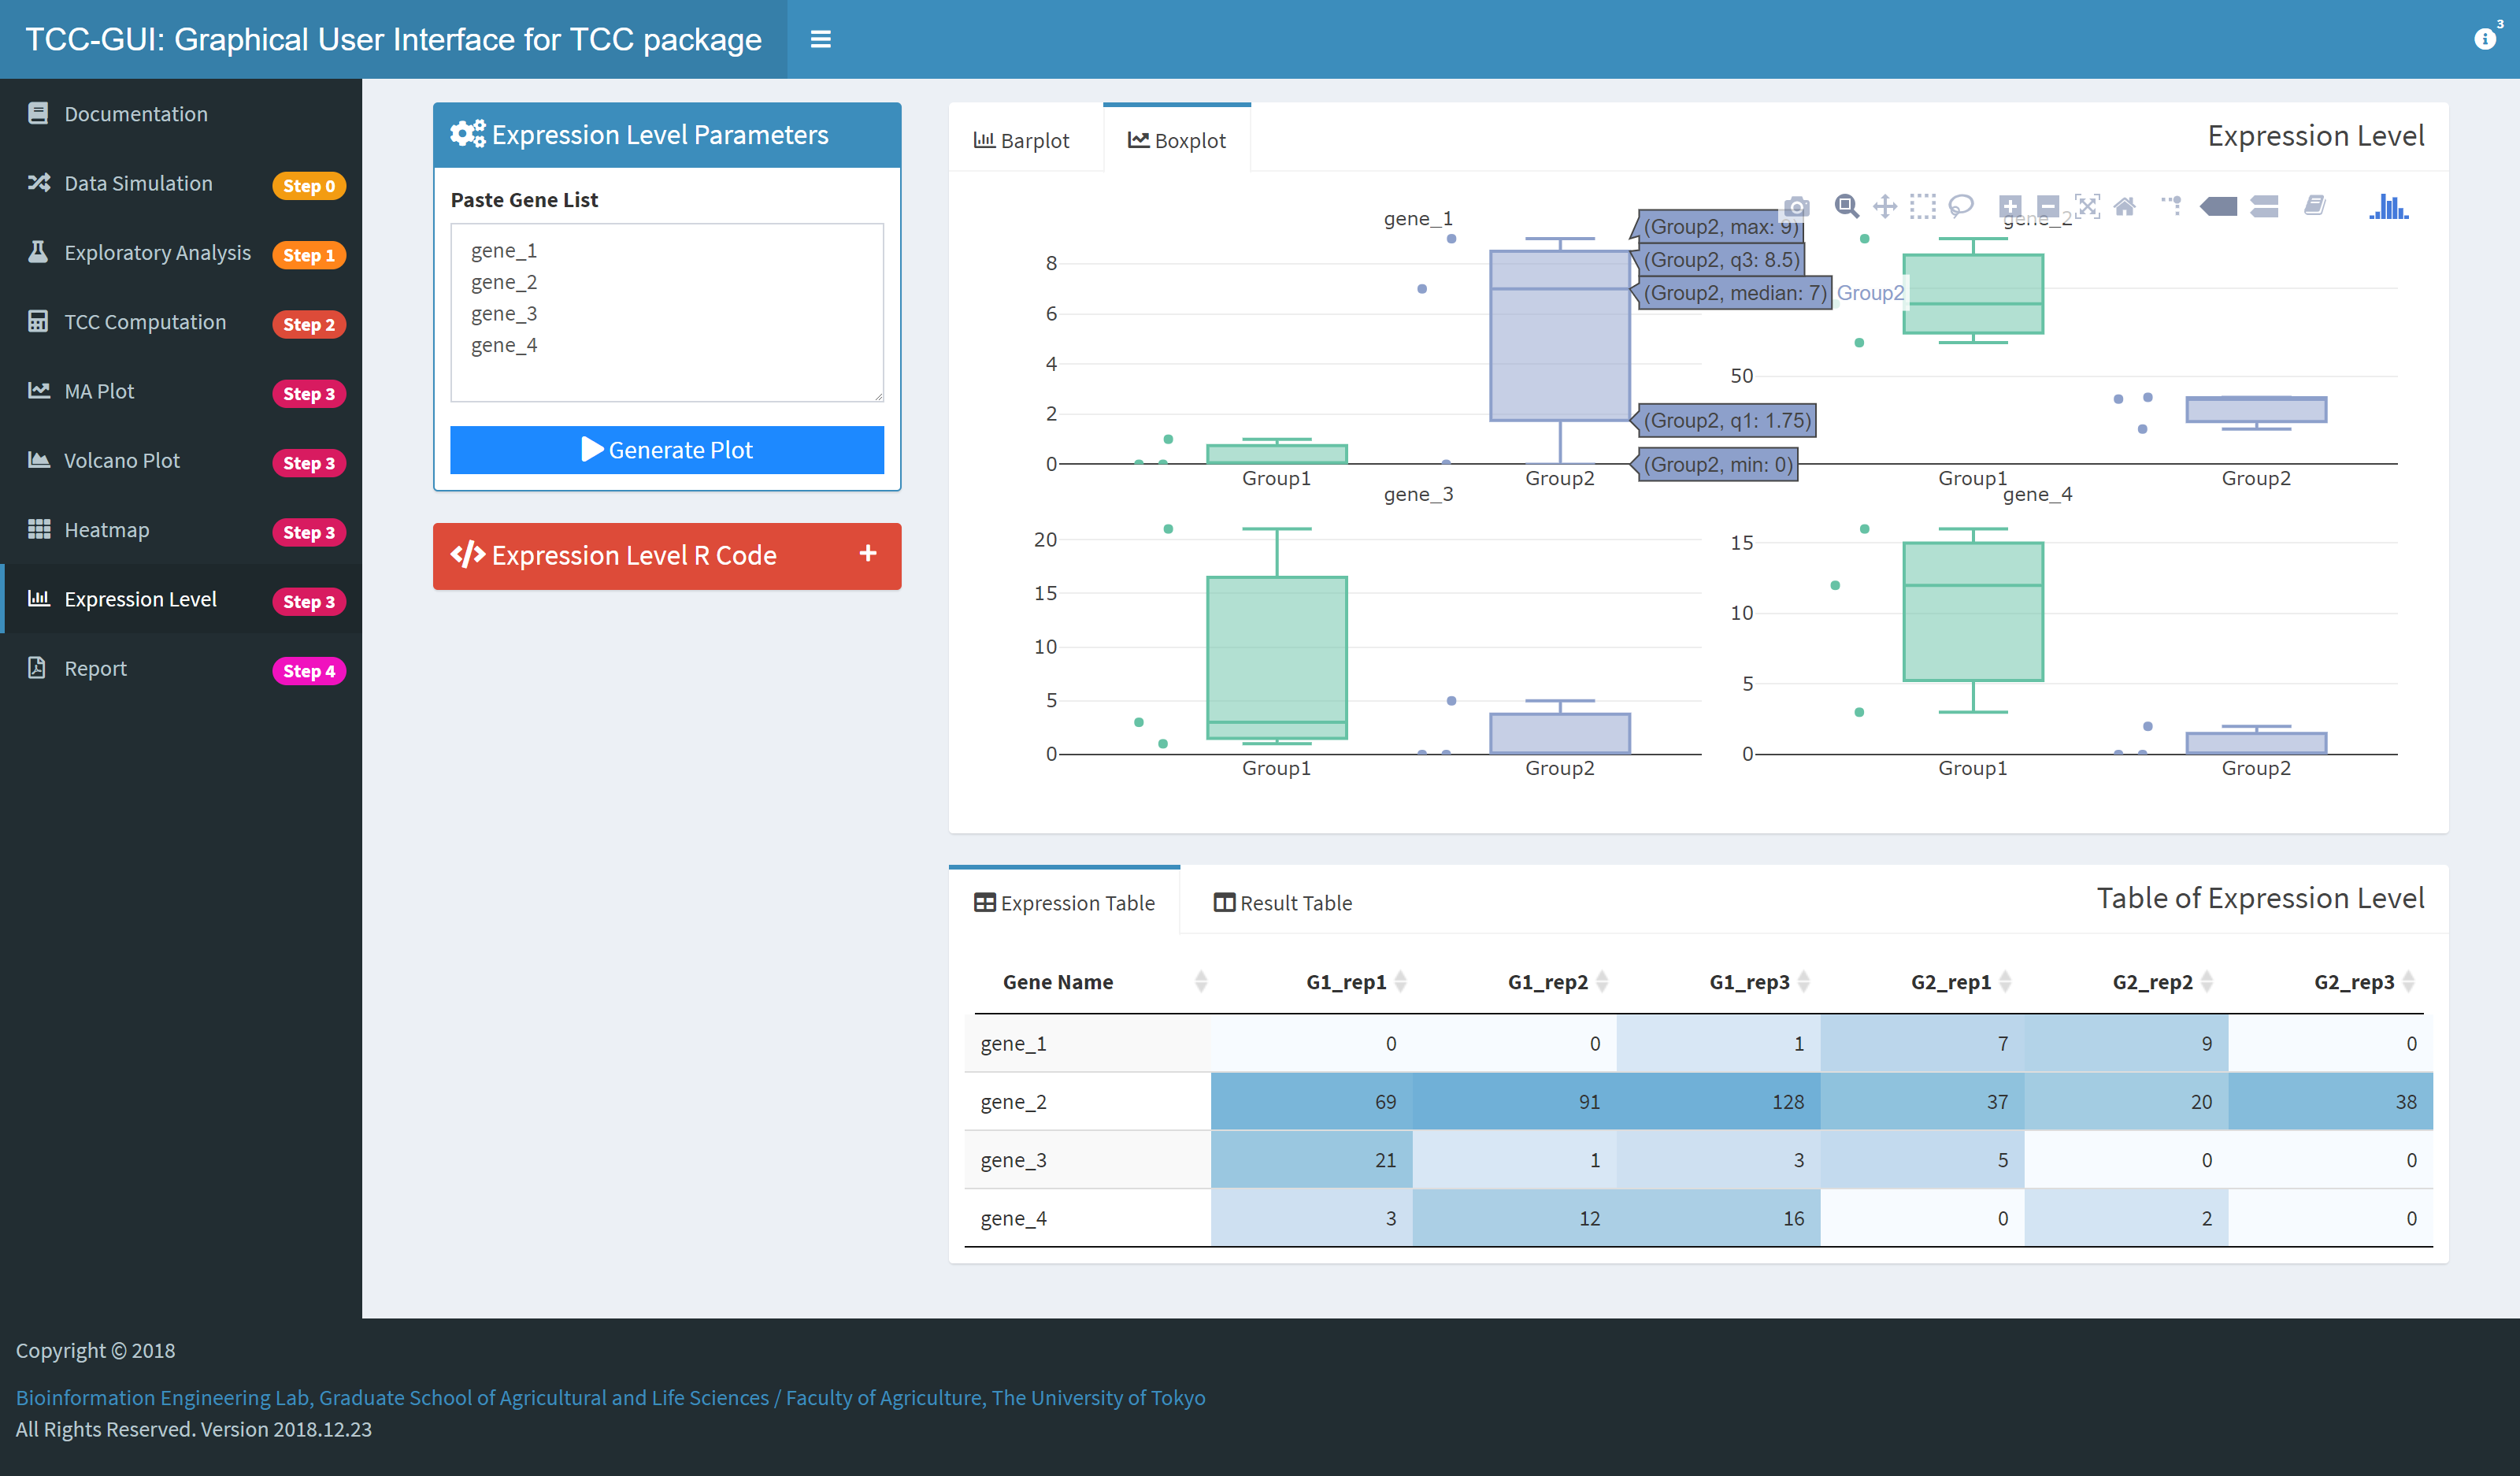 TCC-GUI: Graphical User Interface for TCC package
3
Documentation
Data Simulation Step 0
Exploratory Analysis Step 1
TCC Computation Step 2
MA Plot Step 3
Volcano Plot Step 3
Heatmap Step 3
Expression Level Step 3
Report Step 4
Expression Level Parameters
Paste Gene List
gene_1
gene_2
gene_3
gene_4
Generate Plot
Expression Level R Code
Barplot Boxplot Expression Level
gene_1
8
6
4
2
0
Group1 Group2
(Group2, max: 9)
(Group2, q3: 8.5)
(Group2, median: 7) Group2
(Group2, q1: 1.75)
(Group2, min: 0)
gene_2
50
Group1 Group2
gene_3
20
15
10
5
0
Group1 Group2
gene_4
15
10
5
0
Group1 Group2
Expression Table Result Table Table of Expression Level
Gene Name G1_rep1 G1_rep2 G1_rep3 G2_rep1 G2_rep2 G2_rep3
gene_1 0 0 1 7 9 0
gene_2 69 91 128 37 20 38
gene_3 21 1 3 5 0 0
gene_4 3 12 16 0 2 0
Copyright © 2018
Bioinformation Engineering Lab, Graduate School of Agricultural and Life Sciences / Faculty of Agriculture, The University of Tokyo
All Rights Reserved. Version 2018.12.23